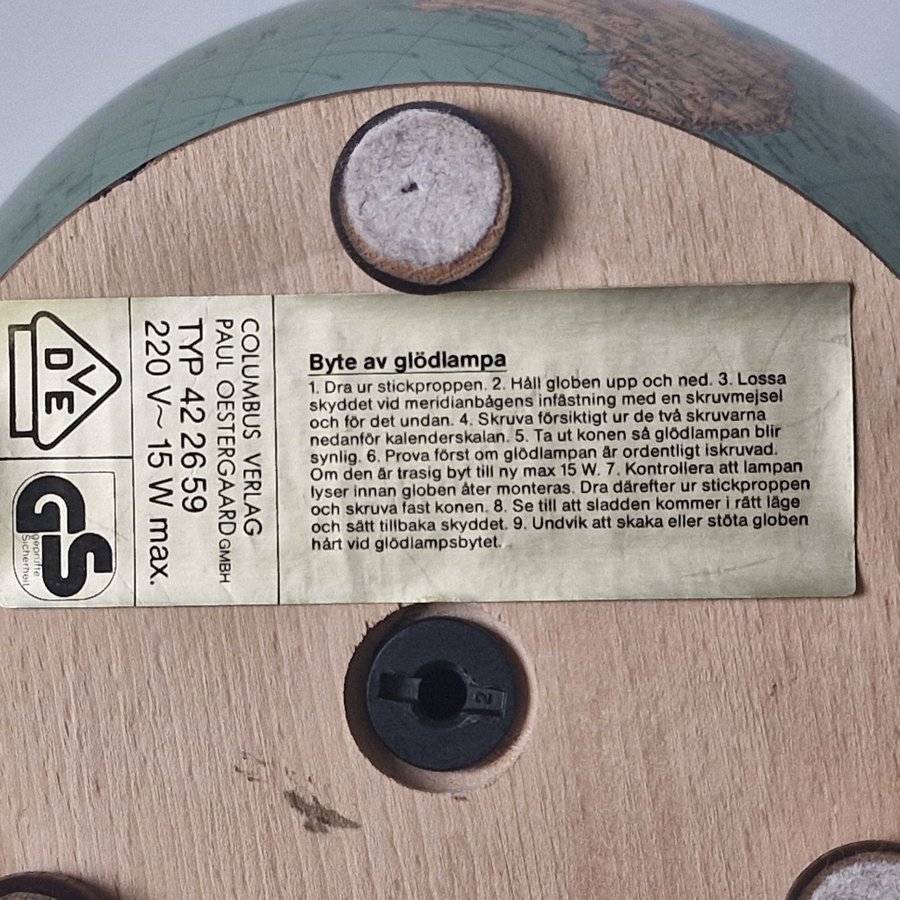 VDE
GS
geprüfte
Sicherheit
COLUMBUS VERLAG
PAUL OESTERGAARD GMBH
TYP 42 26 59
220 V~ 15 W max.
Byte av glödlampa
1. Dra ur stickproppen. 2. Håll globen upp och ned. 3. Lossa
skyddet vid meridianbågens infästning med en skruvmejsel
och för det undan. 4. Skruva försiktigt ur de två skruvarna
nedanför kalenderskalan. 5. Ta ut konen så glödlampan blir
synlig. 6. Prova först om glödlampan är ordentligt iskruvad.
Om den är trasig byt till ny max 15 W. 7. Kontrollera att lampan
lyser innan globen åter monteras. Dra därefter ur stickproppen
och skruva fast konen. 8. Se till att sladden kommer i rätt läge
och sätt tillbaka skyddet. 9. Undvik att skaka eller stöta globen
hårt vid glödlampsbytet.
2